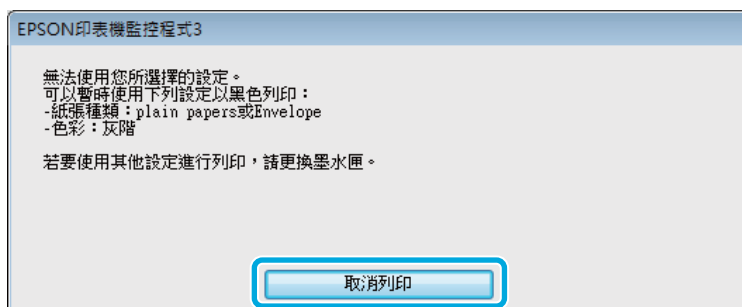 EPSON印表機監控程式3
無法使用您所選擇的設定。
可以暫時使用下列設定以黑色列印：
-紙張種類：plain papers或Envelope
-色彩：灰階
若要使用其他設定進行列印，請更換墨水匣。
取消列印